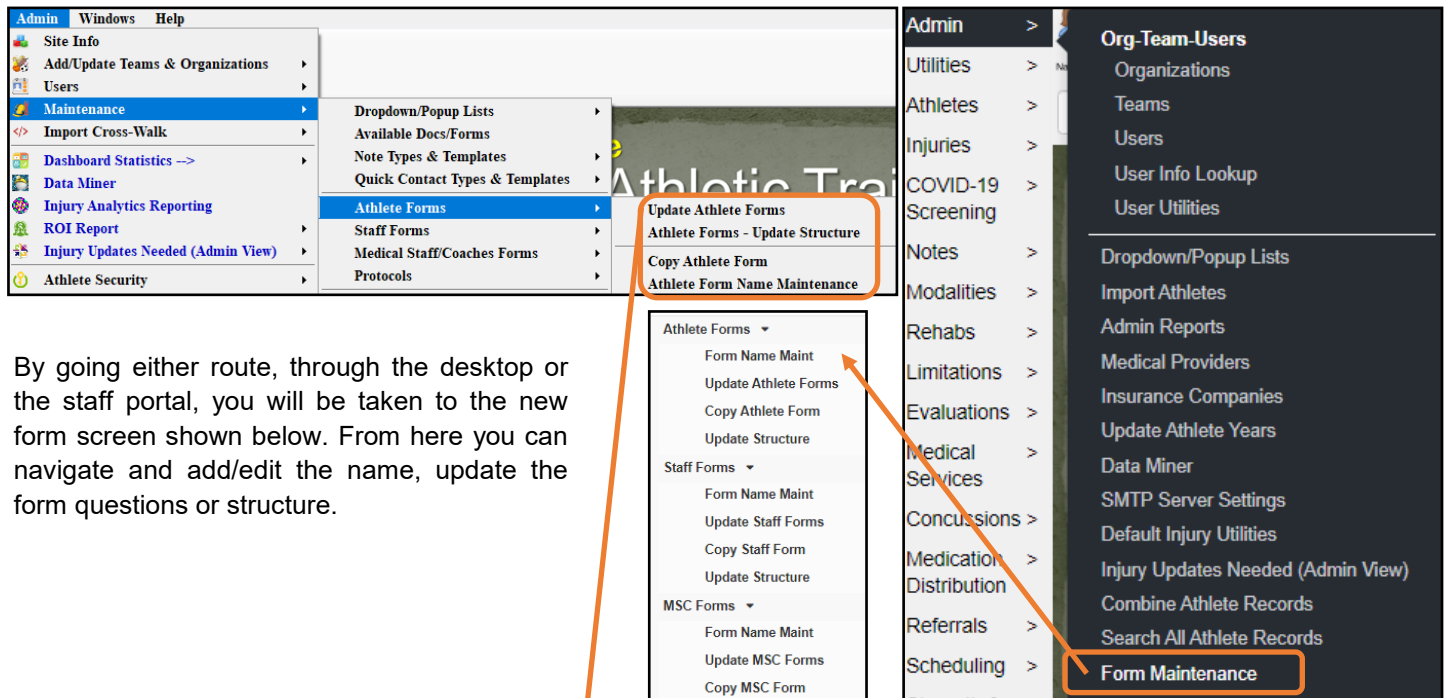 Admin Windows Help
Site Info
Add/Update Teams & Organizations
Users
Maintenance
Import Cross-Walk
Dashboard Statistics -->
Data Miner
Injury Analytics Reporting
ROI Report
Injury Updates Needed (Admin View)
Athlete Security
Dropdown/Popup Lists
Available Docs/Forms
Note Types & Templates
Quick Contact Types & Templates
Athlete Forms
Staff Forms
Medical Staff/Coaches Forms
Protocols
Athletic Trai
Update Athlete Forms
Athlete Forms - Update Structure
Copy Athlete Form
Athlete Form Name Maintenance
By going either route, through the desktop or
the staff portal, you will be taken to the new
form screen shown below. From here you can
navigate and add/edit the name, update the
form questions or structure.
Athlete Forms
Form Name Maint
Update Athlete Forms
Copy Athlete Form
Update Structure
Staff Forms
Form Name Maint
Update Staff Forms
Copy Staff Form
Update Structure
MSC Forms
Form Name Maint
Update MSC Forms
Copy MSC Form
Admin >
Utilities >
Athletes >
Injuries >
COVID-19 >
Screening
Notes >
Modalities >
Rehabs >
Limitations >
Evaluations >
Medical >
Services
Concussions >
Medication >
Distribution
Referrals >
Scheduling >
Org-Team-Users
Organizations
Teams
Users
User Info Lookup
User Utilities
Dropdown/Popup Lists
Import Athletes
Admin Reports
Medical Providers
Insurance Companies
Update Athlete Years
Data Miner
SMTP Server Settings
Default Injury Utilities
Injury Updates Needed (Admin View)
Combine Athlete Records
Search All Athlete Records
Form Maintenance